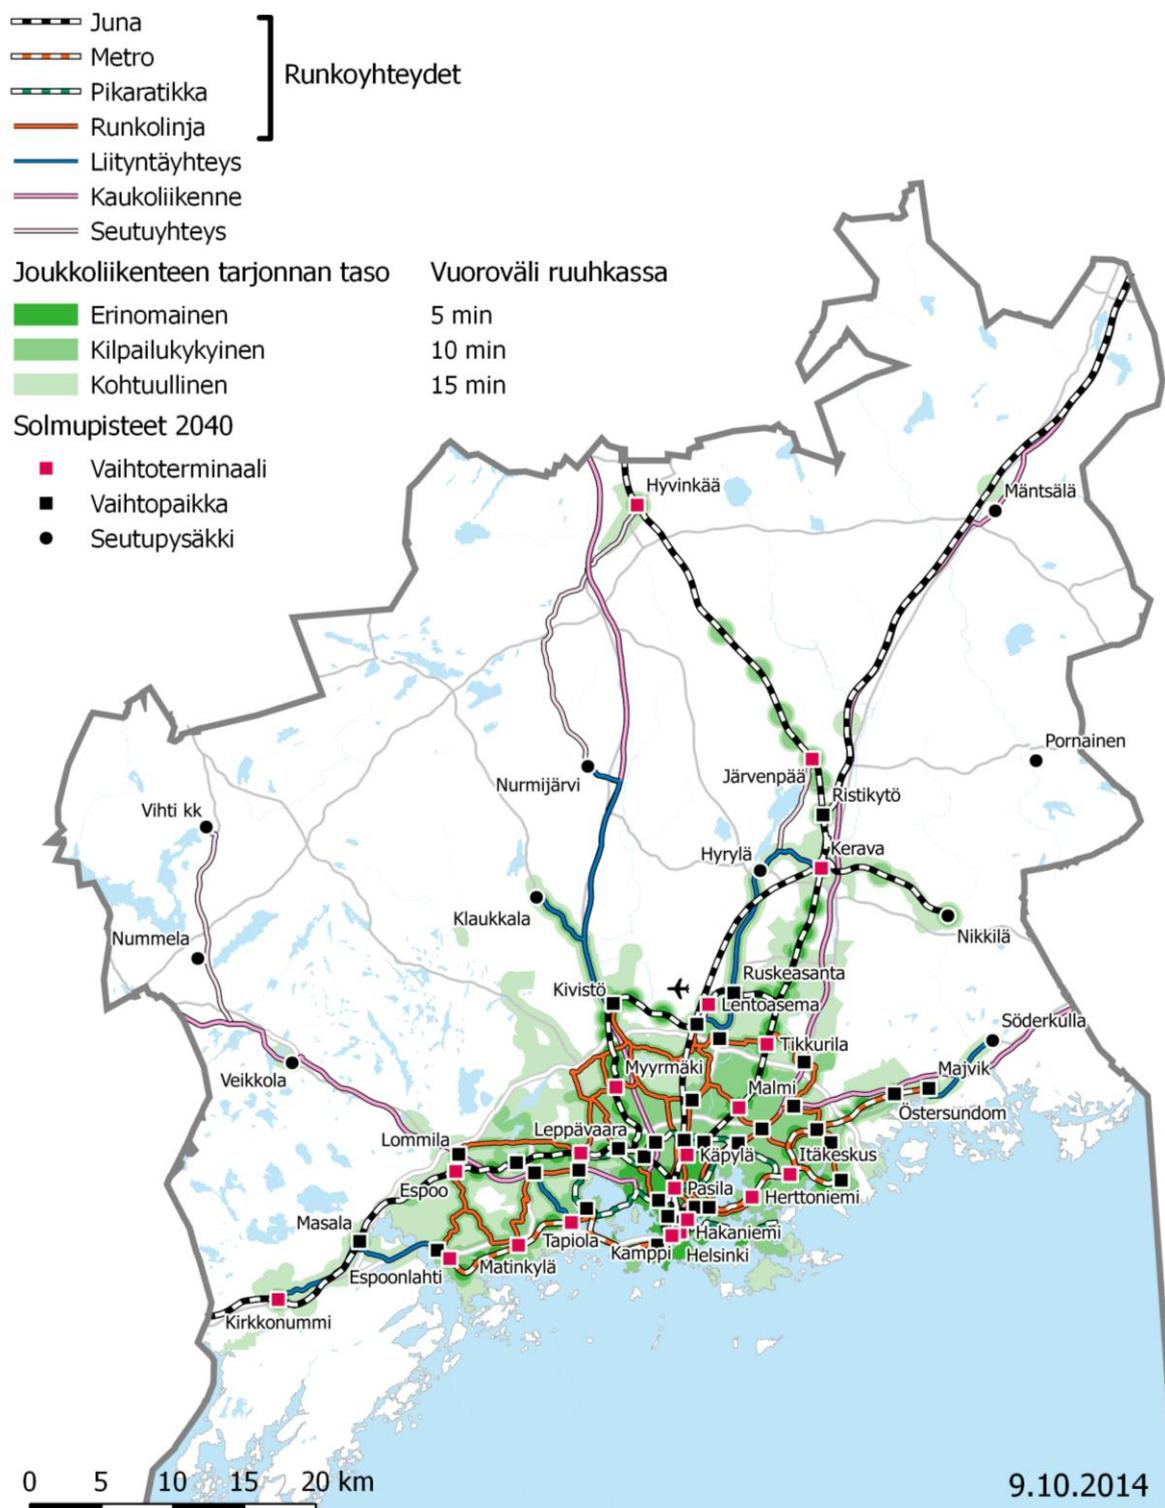 Juna
Metro
Pikaratikka
Runkolinja
Runkoyhteydet
Liityntäyhteys
Kaukoliikenne
Seutuyhteys
Joukkoliikenteen tarjonnan taso Vuoroväli ruuhkassa
Erinomainen 5 min
Kilpailukykyinen 10 min
Kohtuullinen 15 min
Solmupisteet 2040
Vaihtoterminaali
Vaihtopaikka
Seutupysäkki
Hyvinkää
Mäntsälä
Pornainen
Järvenpää
Nurmijärvi
Ristikytö
Vihti kk
Kerava
Hyrylä
Klaukkala
Nikkilä
Nummela
Ruskeasanta
Kivistö
Lentoasema
Söderkulla
Tikkurila
Myyrmäki
Majvik
Veikkola
Malmi
Östersundom
Leppävaara
Lommila
Käpylä
Itäkeskus
Espoo
Pasila
Herttoniemi
Masala
Tapiola
Hakaniemi
Kamppi
Helsinki
Matinkylä
Espoonlahti
Kirkkonummi
0 5 10 15 20 km
9.10.2014